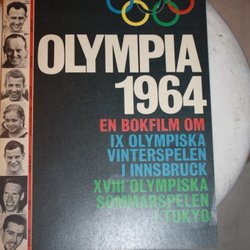 OLYMPIA
1964
EN BOKFILM OM
IX OLYMPISKA
VINTERSPELEN
I INNSBRUCK
XVIII OLYMPISKA
SOMMARSPELEN
I TOKYO